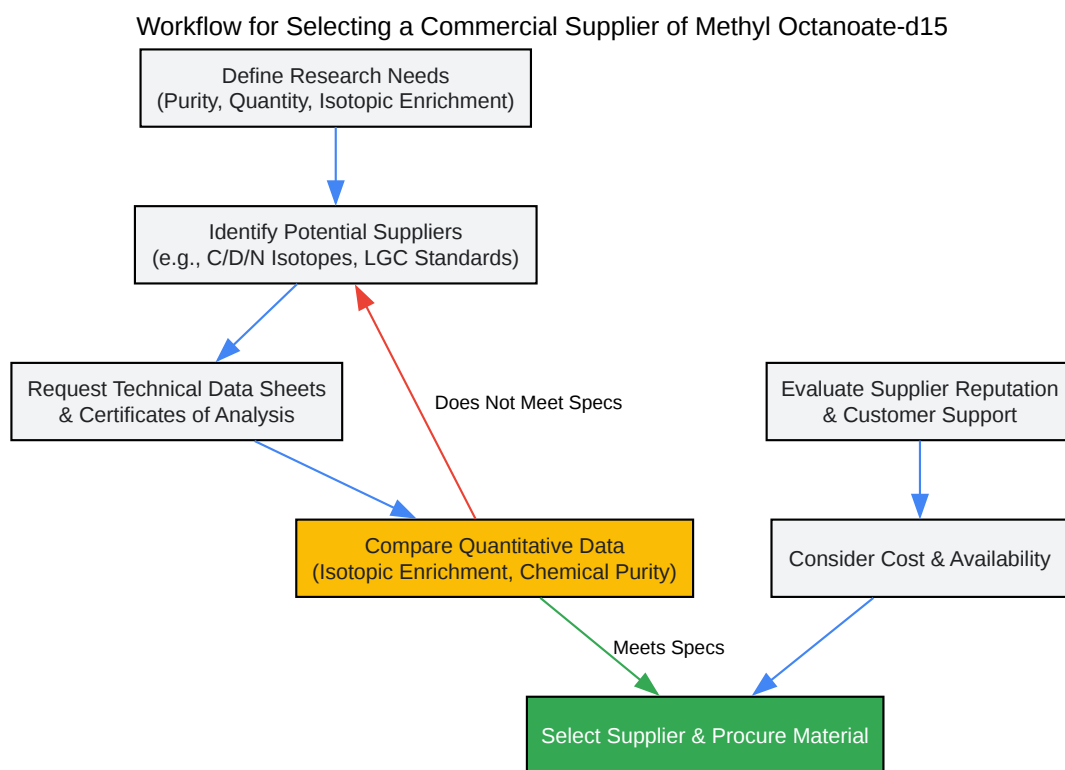 Workflow for Selecting a Commercial Supplier of Methyl Octanoate-d15
Define Research Needs
(Purity, Quantity, Isotopic Enrichment)
Identify Potential Suppliers
(e.g., C/D/N Isotopes, LGC Standards)
Request Technical Data Sheets
& Certificates of Analysis
Does Not Meet Specs
Evaluate Supplier Reputation
& Customer Support
Compare Quantitative Data
(Isotopic Enrichment, Chemical Purity)
Consider Cost & Availability
Meets Specs
Select Supplier & Procure Material